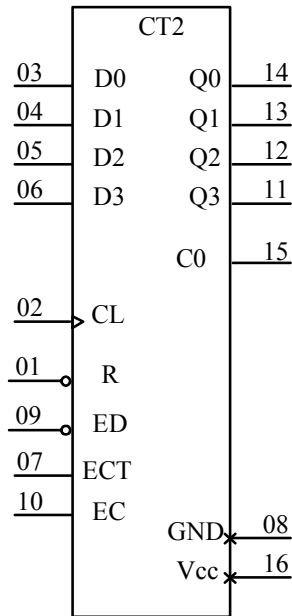 CT2
03 D0 Q0 14
04 D1 Q1 13
05 D2 Q2 12
06 D3 Q3 11
C0 15
02 CL
01 R
09 ED
07 ECT
10 EC
GND 08
Vcc 16